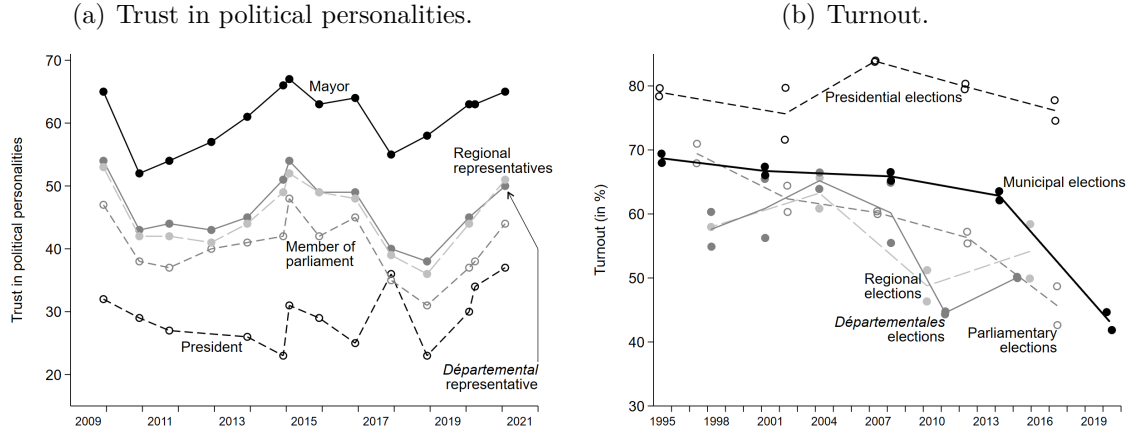 (a) Trust in political personalities.
Trust in political personalities
70
60
50
40
30
20
2009 2011 2013 2015 2017 2019 2021
Mayor
Regional
representatives
Member of
parliament
President
Départemental
representative
(b) Turnout.
Turnout (in %)
80
70
60
50
40
30
1995 1998 2001 2004 2007 2010 2013 2016 2019
Presidential elections
Municipal elections
Regional
elections
Départementales
elections
Parliamentary
elections